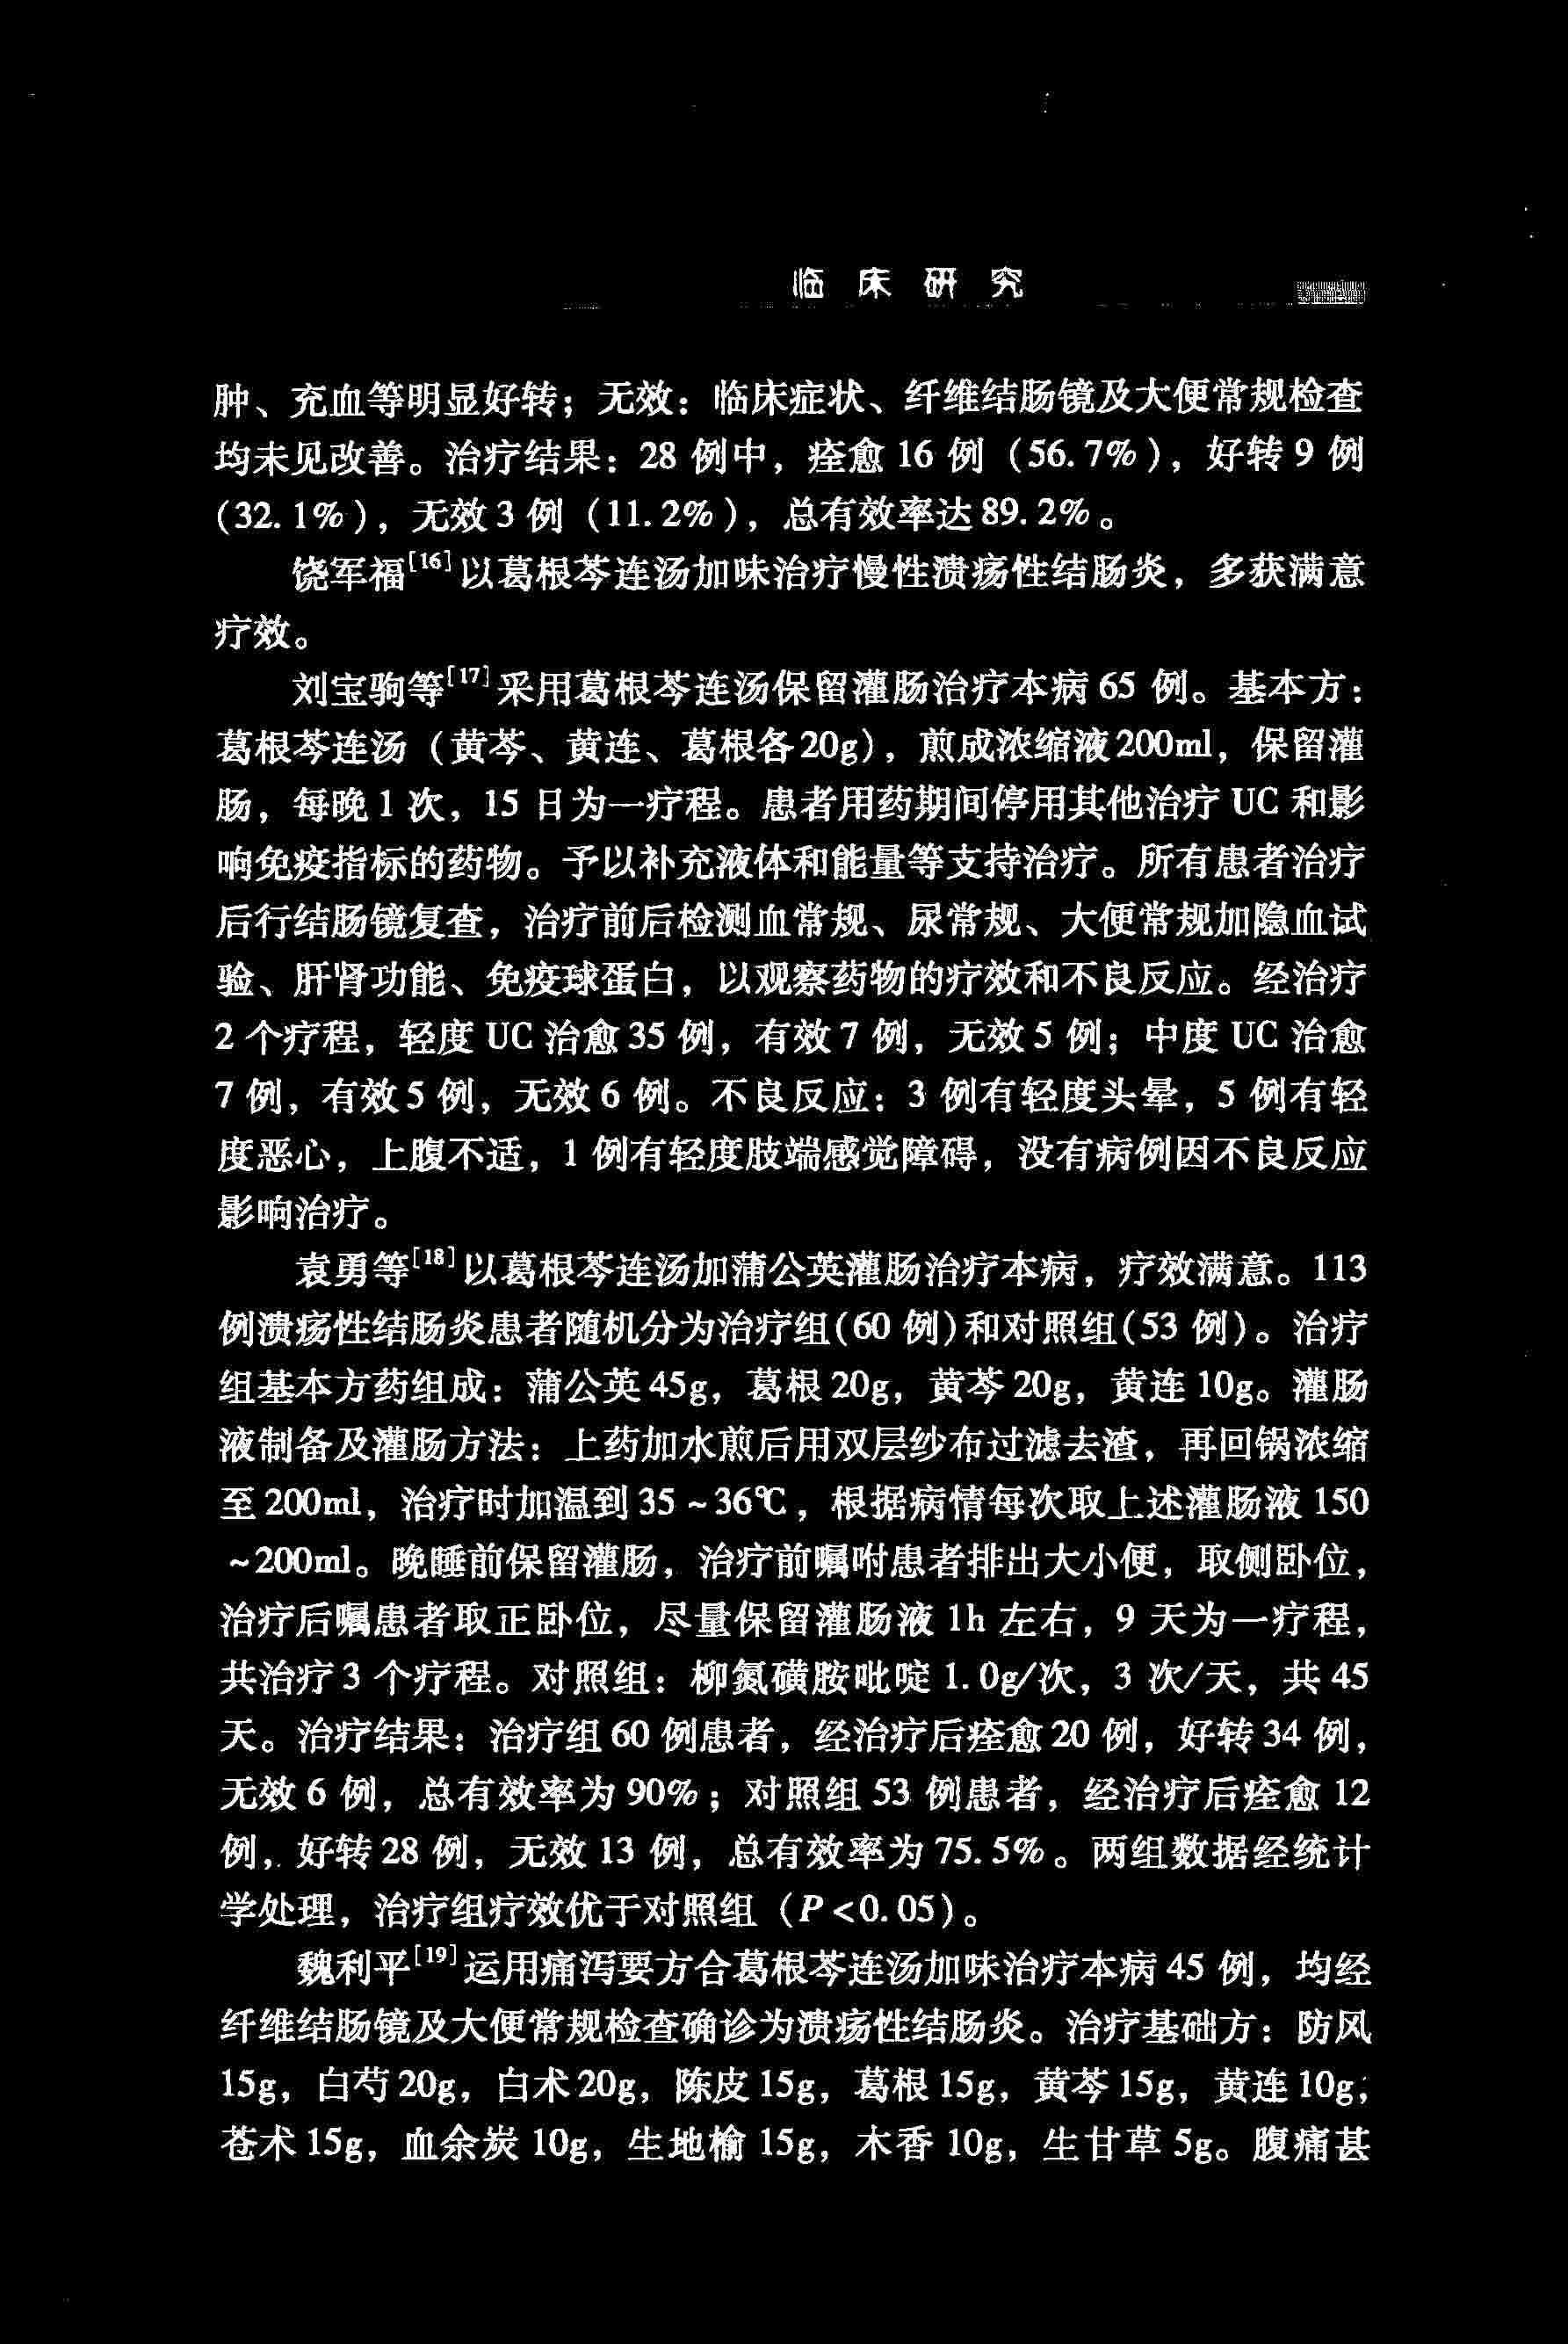 临床研究
肿、充血等明显好转；无效：临床症状、纤维结肠镜及大便常规检查
均未见改善。治疗结果：28 例中，痊愈 16 例（56.7%），好转 9 例
（32.1%），无效 3 例（11.2%），总有效率达 89.2%。
饶军福[16]以葛根芩连汤加味治疗慢性溃疡性结肠炎，多获满意
疗效。
刘宝驹等[17]采用葛根芩连汤保留灌肠治疗本病 65 例。基本方：
葛根芩连汤（黄芩、黄连、葛根各 20g），煎成浓缩液 200ml，保留灌
肠，每晚 1 次，15 日为一疗程。患者用药期间停用其他治疗 UC 和影
响免疫指标的药物。予以补充液体和能量等支持治疗。所有患者治疗
后行结肠镜复查，治疗前后检测血常规、尿常规、大便常规加隐血试
验、肝肾功能、免疫球蛋白，以观察药物的疗效和不良反应。经治疗
2 个疗程，轻度 UC 治愈 35 例，有效 7 例，无效 5 例；中度 UC 治愈
7 例，有效 5 例，无效 6 例。不良反应：3 例有轻度头晕，5 例有轻
度恶心，上腹不适，1 例有轻度肢端感觉障碍，没有病例因不良反应
影响治疗。
袁勇等[18]以葛根芩连汤加蒲公英灌肠治疗本病，疗效满意。113
例溃疡性结肠炎患者随机分为治疗组(60 例)和对照组(53 例)。治疗
组基本方药组成：蒲公英 45g，葛根 20g，黄芩 20g，黄连 10g。灌肠
液制备及灌肠方法：上药加水煎后用双层纱布过滤去渣，再回锅浓缩
至 200ml，治疗时加温到 35～36℃，根据病情每次取上述灌肠液 150
～200ml。晚睡前保留灌肠，治疗前嘱咐患者排出大小便，取侧卧位，
治疗后嘱患者取正卧位，尽量保留灌肠液 1h 左右，9 天为一疗程，
共治疗 3 个疗程。对照组：柳氮磺胺吡啶 1.0g/次，3 次/天，共 45
天。治疗结果：治疗组 60 例患者，经治疗后痊愈 20 例，好转 34 例，
无效 6 例，总有效率为 90%；对照组 53 例患者，经治疗后痊愈 12
例，好转 28 例，无效 13 例，总有效率为 75.5%。两组数据经统计
学处理，治疗组疗效优于对照组（P<0.05）。
魏利平[19]运用痛泻要方合葛根芩连汤加味治疗本病 45 例，均经
纤维结肠镜及大便常规检查确诊为溃疡性结肠炎。治疗基础方：防风
15g，白芍 20g，白术 20g，陈皮 15g，葛根 15g，黄芩 15g，黄连 10g；
苍术 15g，血余炭 10g，生地榆 15g，木香 10g，生甘草 5g。腹痛甚